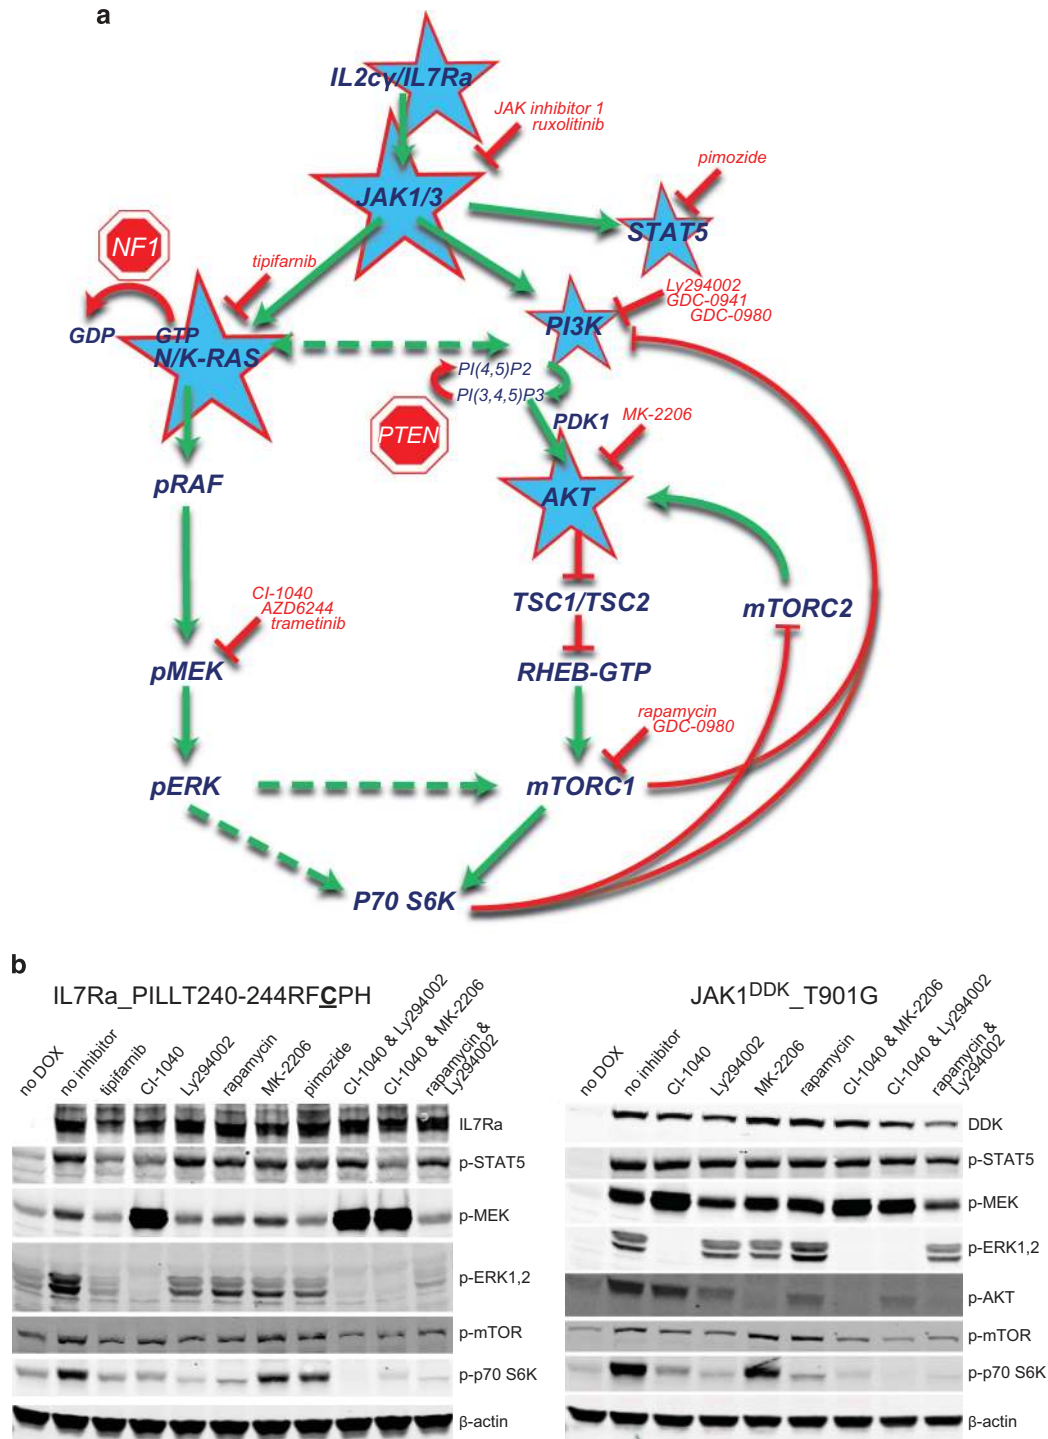 a
IL2cγ/IL7Ra
JAK inhibitor 1
ruxolitinib
pimozide
JAK1/3
STAT5
NF1
tipifarnib
Ly294002
GDC-0941
GDC-0980
GDP
GTP
N/K-RAS
PI3K
PI(4,5)P2
PI(3,4,5)P3
PTEN
PDK1
MK-2206
pRAF
AKT
CI-1040
AZD6244
trametinib
TSC1/TSC2
mTORC2
pMEK
RHEB-GTP
rapamycin
GDC-0980
pERK
mTORC1
P70 S6K
b
IL7Ra_PILLT240-244RFCPH
no DOX
no inhibitor
tipifarnib
CI-1040
Ly294002
rapamycin
MK-2206
pimozide
CI-1040 & Ly294002
CI-1040 & MK-2206
rapamycin &
Ly294002
IL7Ra
p-STAT5
p-MEK
p-ERK1,2
p-mTOR
p-p70 S6K
β-actin
JAK1DDK_T901G
no DOX
no inhibitor
CI-1040
Ly294002
MK-2206
rapamycin
CI-1040 & MK-2206
CI-1040 & Ly294002
rapamycin &
Ly294002
DDK
p-STAT5
p-MEK
p-ERK1,2
p-AKT
p-mTOR
p-p70 S6K
β-actin